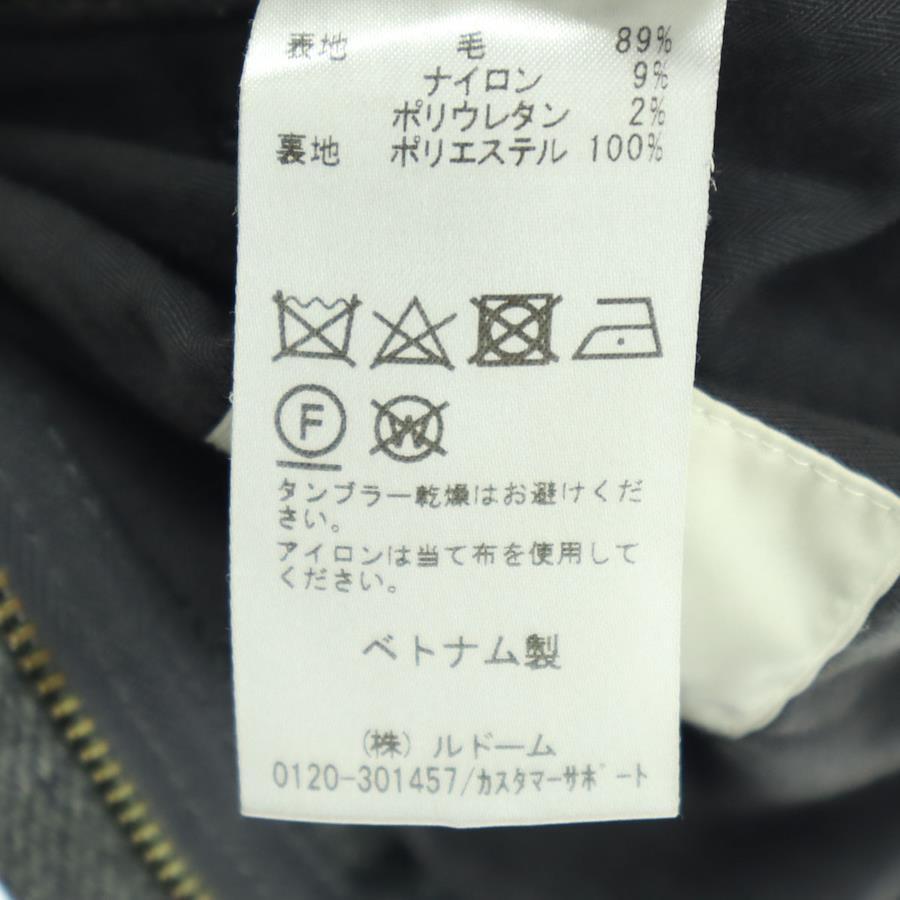 表地 毛 89%
ナイロン 9%
ポリウレタン 2%
裏地 ポリエステル 100%
F W
タンブラー乾燥はお避けくだ
さい。
アイロンは当て布を使用して
ください。
ベトナム製
(株) ルドーム
0120-301457/カスタマーサポート